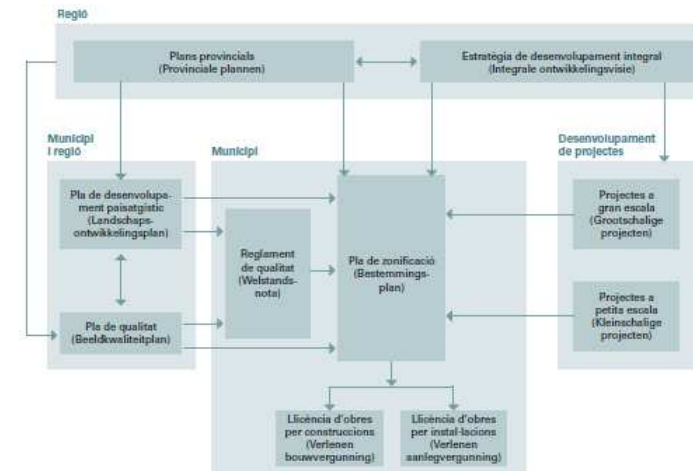 Regió
Plans provincials
(Provinciale plannen)
Estratègia de desenvolupament integral
(Integrale ontwikkelingsvisie)
Municipi
i regió
Municipi
Desenvolupament
de projectes
Pla de desenvolupa-
ment paisatgístic
(Landschaps-
ontwikkelingsplan)
Reglament
de qualitat
(Welstands-
nota)
Pla de zonificació
(Bestemmings-
plan)
Projectes a
gran escala
(Grootschalige
projecten)
Pla de qualitat
(Beeldkwaliteitplan)
Projectes a
petita escala
(Kleinschalige
projecten)
Llicència d'obres
per construccions
(Verlenen
bouwvergunning)
Llicència d'obres
per instal·lacions
(Verlenen
aanlegvergunning)